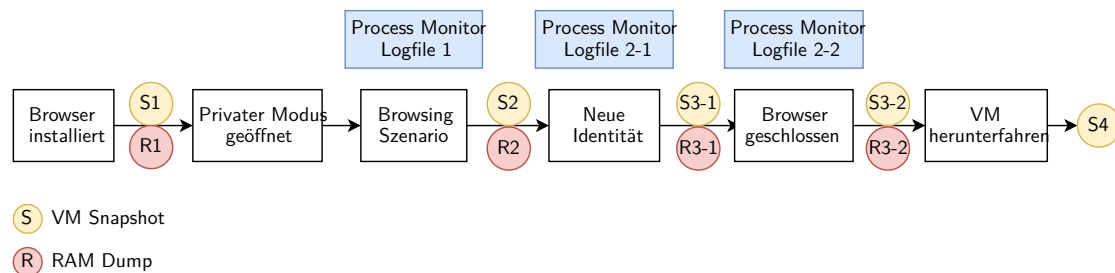 Process Monitor
Logfile 1
Process Monitor
Logfile 2-1
Process Monitor
Logfile 2-2
Browser
installiert
S1
R1
Privater Modus
geöffnet
Browsing
Szenario
S2
R2
Neue
Identität
S3-1
R3-1
Browser
geschlossen
S3-2
R3-2
VM
herunterfahren
S4
S VM Snapshot
R RAM Dump